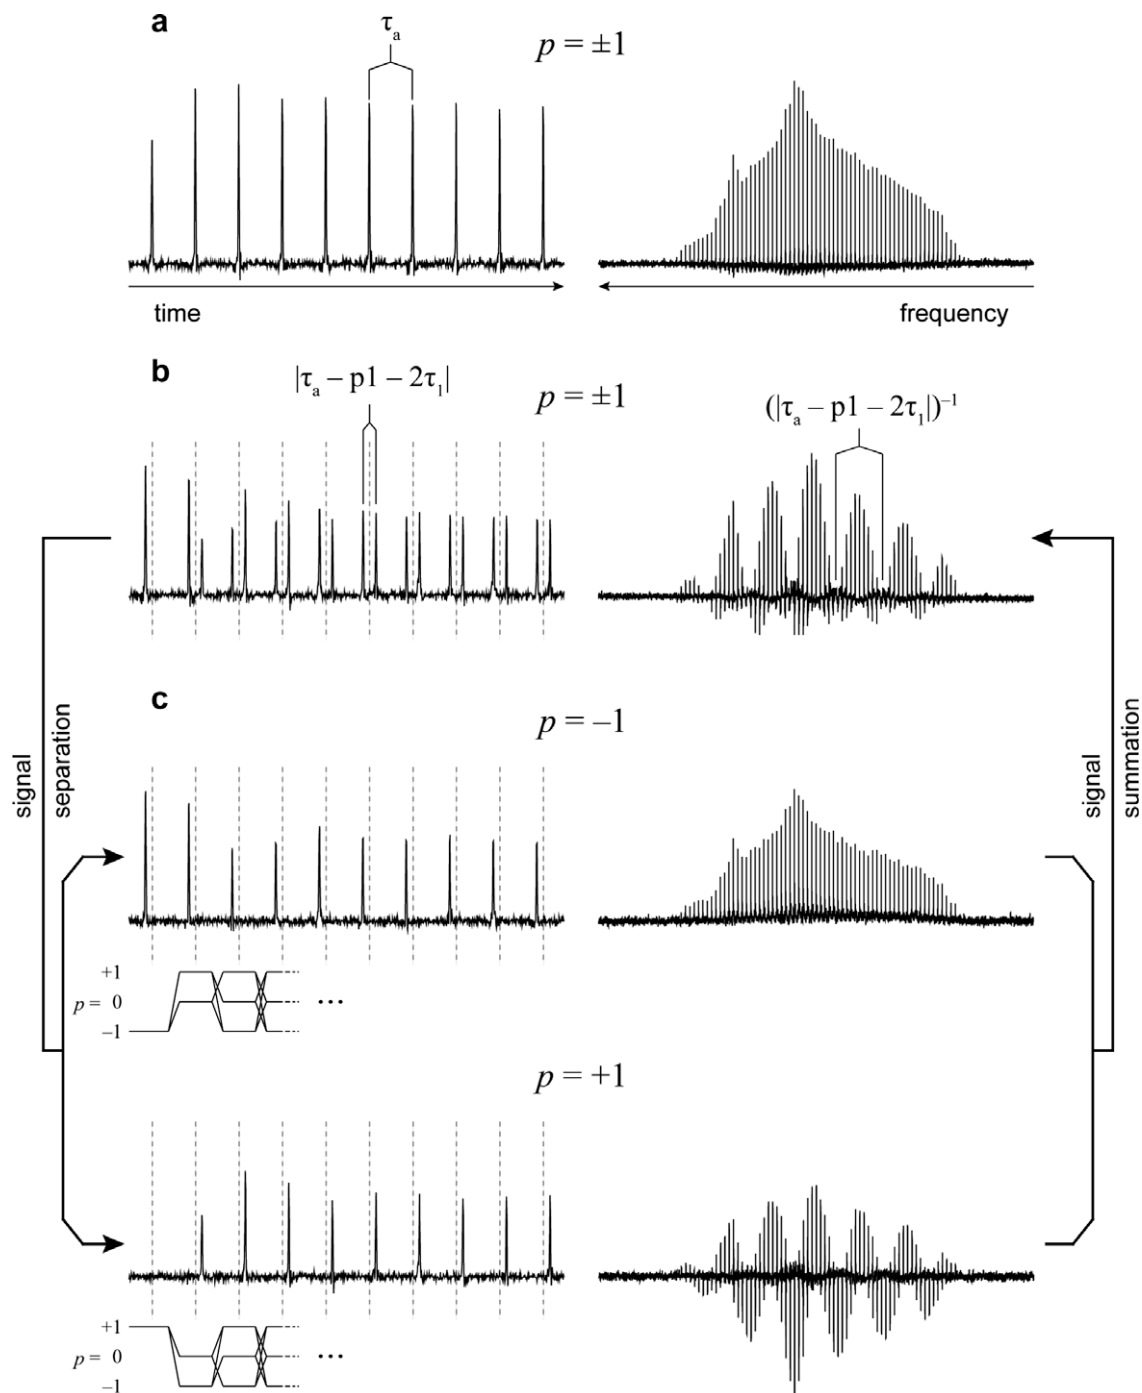 a
τa
p = ±1
time
frequency
b
|τa – p1 – 2τ1|
p = ±1
(|τa – p1 – 2τ1|)–1
signal
separation
signal
summation
c
p = –1
+1
p = 0
–1
...
p = +1
+1
p = 0
–1
...